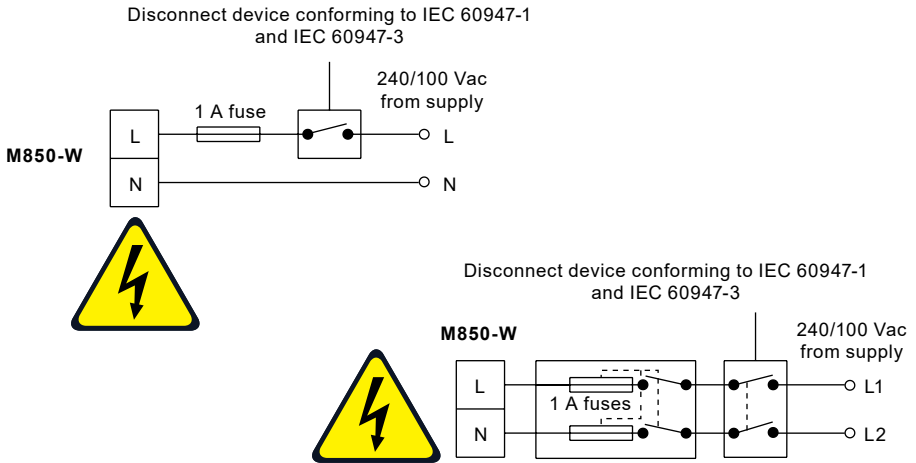 Disconnect device conforming to IEC 60947-1
and IEC 60947-3
240/100 Vac
from supply
1 A fuse
L
L
M850-W
N
N
Disconnect device conforming to IEC 60947-1
and IEC 60947-3
M850-W
240/100 Vac
from supply
L
L1
1 A fuses
N
L2